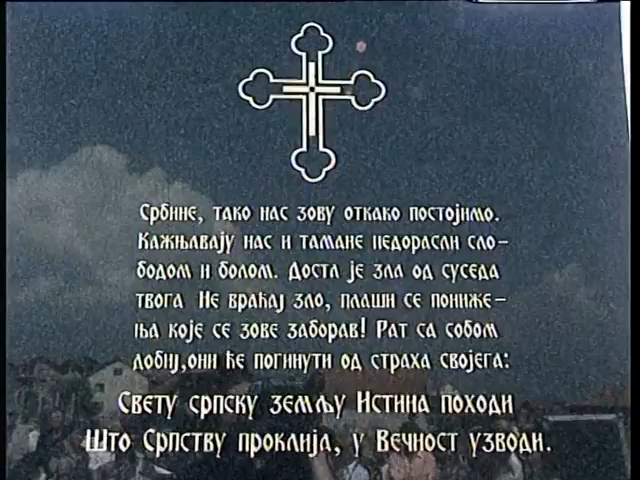 Србине, тако нас зову откако постојимо.
Кажњавају нас и тамане недорасли сло-
бодом и болом. Доста је зла од суседа
твога Не враћај зло, плаши се пониже-
ња које се зове заборав! Рат са собом
добиј,они ће погинути од страха својега:
Свету српску земљу Истина походи
Што Српству проклија, у Вечност узводи.